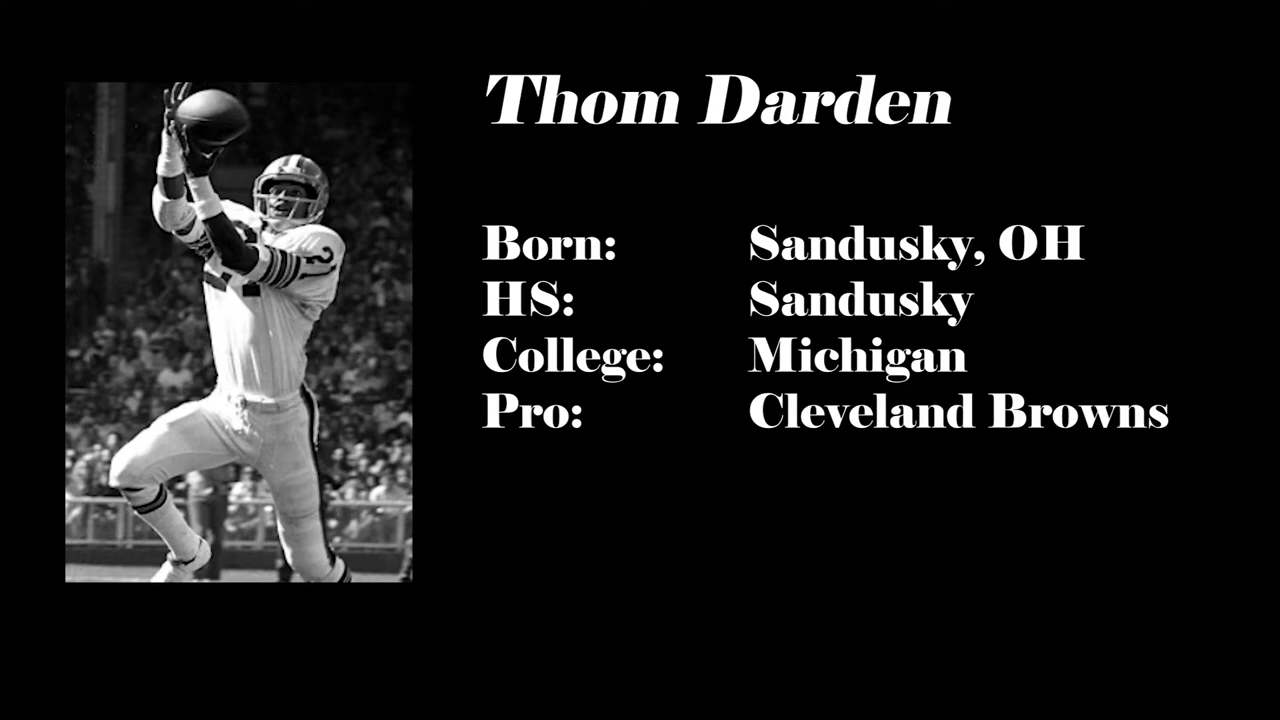 Thom Darden
Born: Sandusky, OH
HS: Sandusky
College: Michigan
Pro: Cleveland Browns